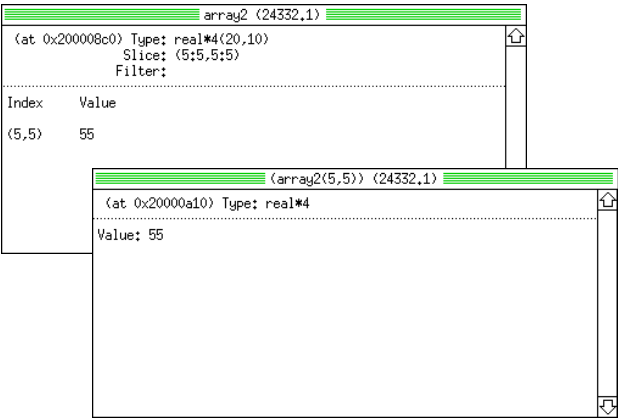 array2 (24332.1)
(at 0x200008c0) Type: real*4(20,10)
Slice: (5:5,5:5)
Filter:
Index Value
(5,5) 55
(array2(5,5)) (24332.1)
(at 0x20000a10) Type: real*4
Value: 55